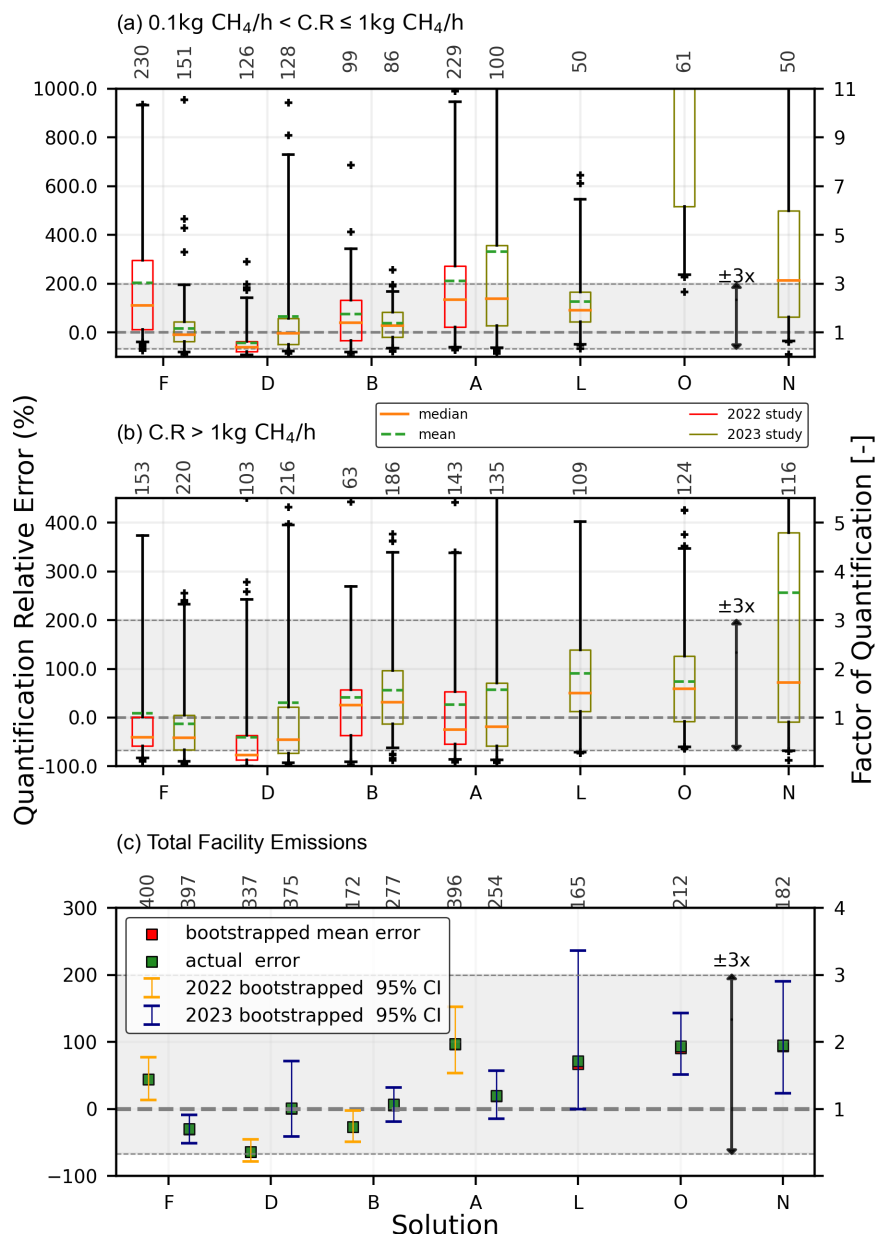 (a) 0.1kg CH₄/h < C.R ≤ 1kg CH₄/h
230 151 126 128 99 86 229 100 50 61 50
1000.0 11
800.0 9
600.0 7
400.0 5
±3x
200.0 3
0.0 1
F D B A L O N
median 2022 study
mean 2023 study
(b) C.R > 1kg CH₄/h
153 220 103 216 63 186 143 135 109 124 116
400.0 5
300.0 4
±3x
200.0 3
100.0 2
0.0 1
-100.0
F D B A L O N
Quantification Relative Error (%)
Factor of Quantification [-]
(c) Total Facility Emissions
400 397 337 375 172 277 396 254 165 212 182
300 4
bootstrapped mean error
actual error
±3x
200 3
2022 bootstrapped 95% CI
2023 bootstrapped 95% CI
100 2
0 1
−100
F D B A L O N
Solution